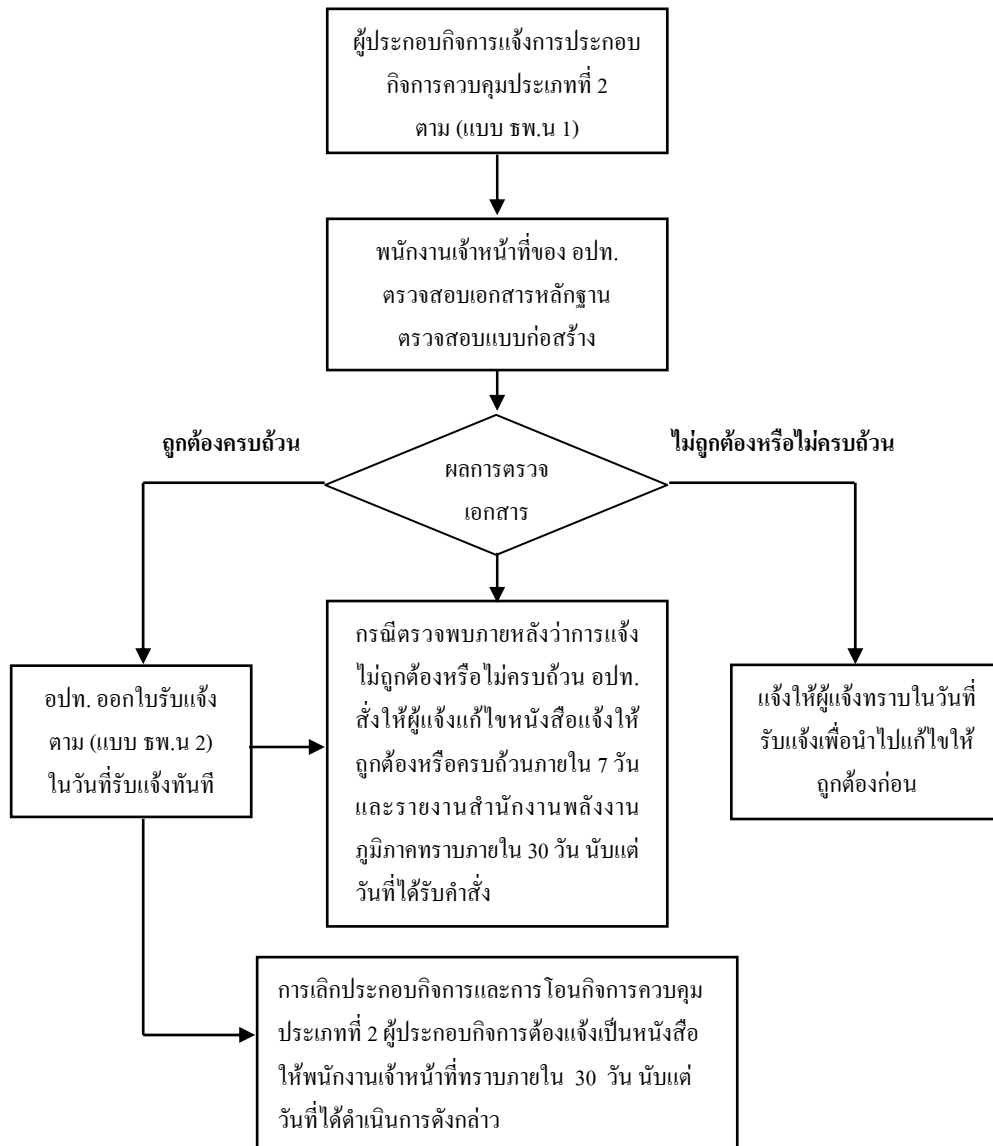 ผู้ประกอบกิจการแจ้งการประกอบ
กิจการควบคุมประเภทที่ 2
ตาม (แบบ ธพ.น 1)
พนักงานเจ้าหน้าที่ของ อปท.
ตรวจสอบเอกสารหลักฐาน
ตรวจสอบแบบก่อสร้าง
ถูกต้องครบถ้วน
ไม่ถูกต้องหรือไม่ครบถ้วน
ผลการตรวจ
เอกสาร
อปท. ออกใบรับแจ้ง
ตาม (แบบ ธพ.น 2)
ในวันที่รับแจ้งทันที
กรณีตรวจพบภายหลังว่าการแจ้ง
ไม่ถูกต้องหรือไม่ครบถ้วน อปท.
สั่งให้ผู้แจ้งแก้ไขหนังสือแจ้งให้
ถูกต้องหรือครบถ้วนภายใน 7 วัน
และรายงานสำนักงานพลังงาน
ภูมิภาคทราบภายใน 30 วัน นับแต่
วันที่ได้รับคำสั่ง
แจ้งให้ผู้แจ้งทราบในวันที่
รับแจ้งเพื่อนำไปแก้ไขให้
ถูกต้องก่อน
การเลิกประกอบกิจการและการโอนกิจการควบคุม
ประเภทที่ 2 ผู้ประกอบกิจการต้องแจ้งเป็นหนังสือ
ให้พนักงานเจ้าหน้าที่ทราบภายใน 30 วัน นับแต่
วันที่ได้ดำเนินการดังกล่าว